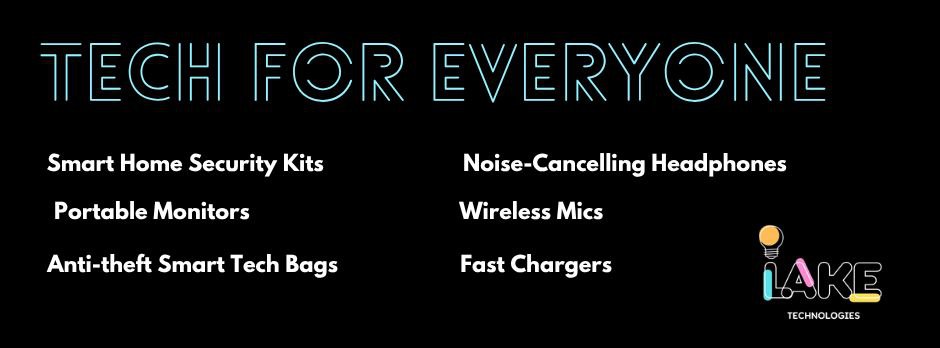 TECH FOR EVERYONE
Smart Home Security Kits
Portable Monitors
Anti-theft Smart Tech Bags
Noise-Cancelling Headphones
Wireless Mics
Fast Chargers
iLAKE
TECHNOLOGIES